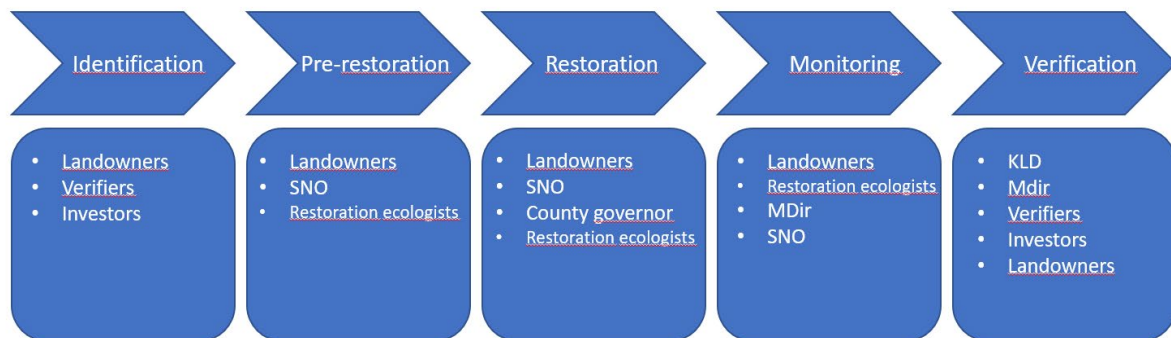 Identification
Pre-restoration
Restoration
Monitoring
Verification
• Landowners
• Verifiers
• Investors
• Landowners
• SNO
• Restoration ecologists
• Landowners
• SNO
• County governor
• Restoration ecologists
• Landowners
• Restoration ecologists
• MDir
• SNO
• KLD
• Mdir
• Verifiers
• Investors
• Landowners